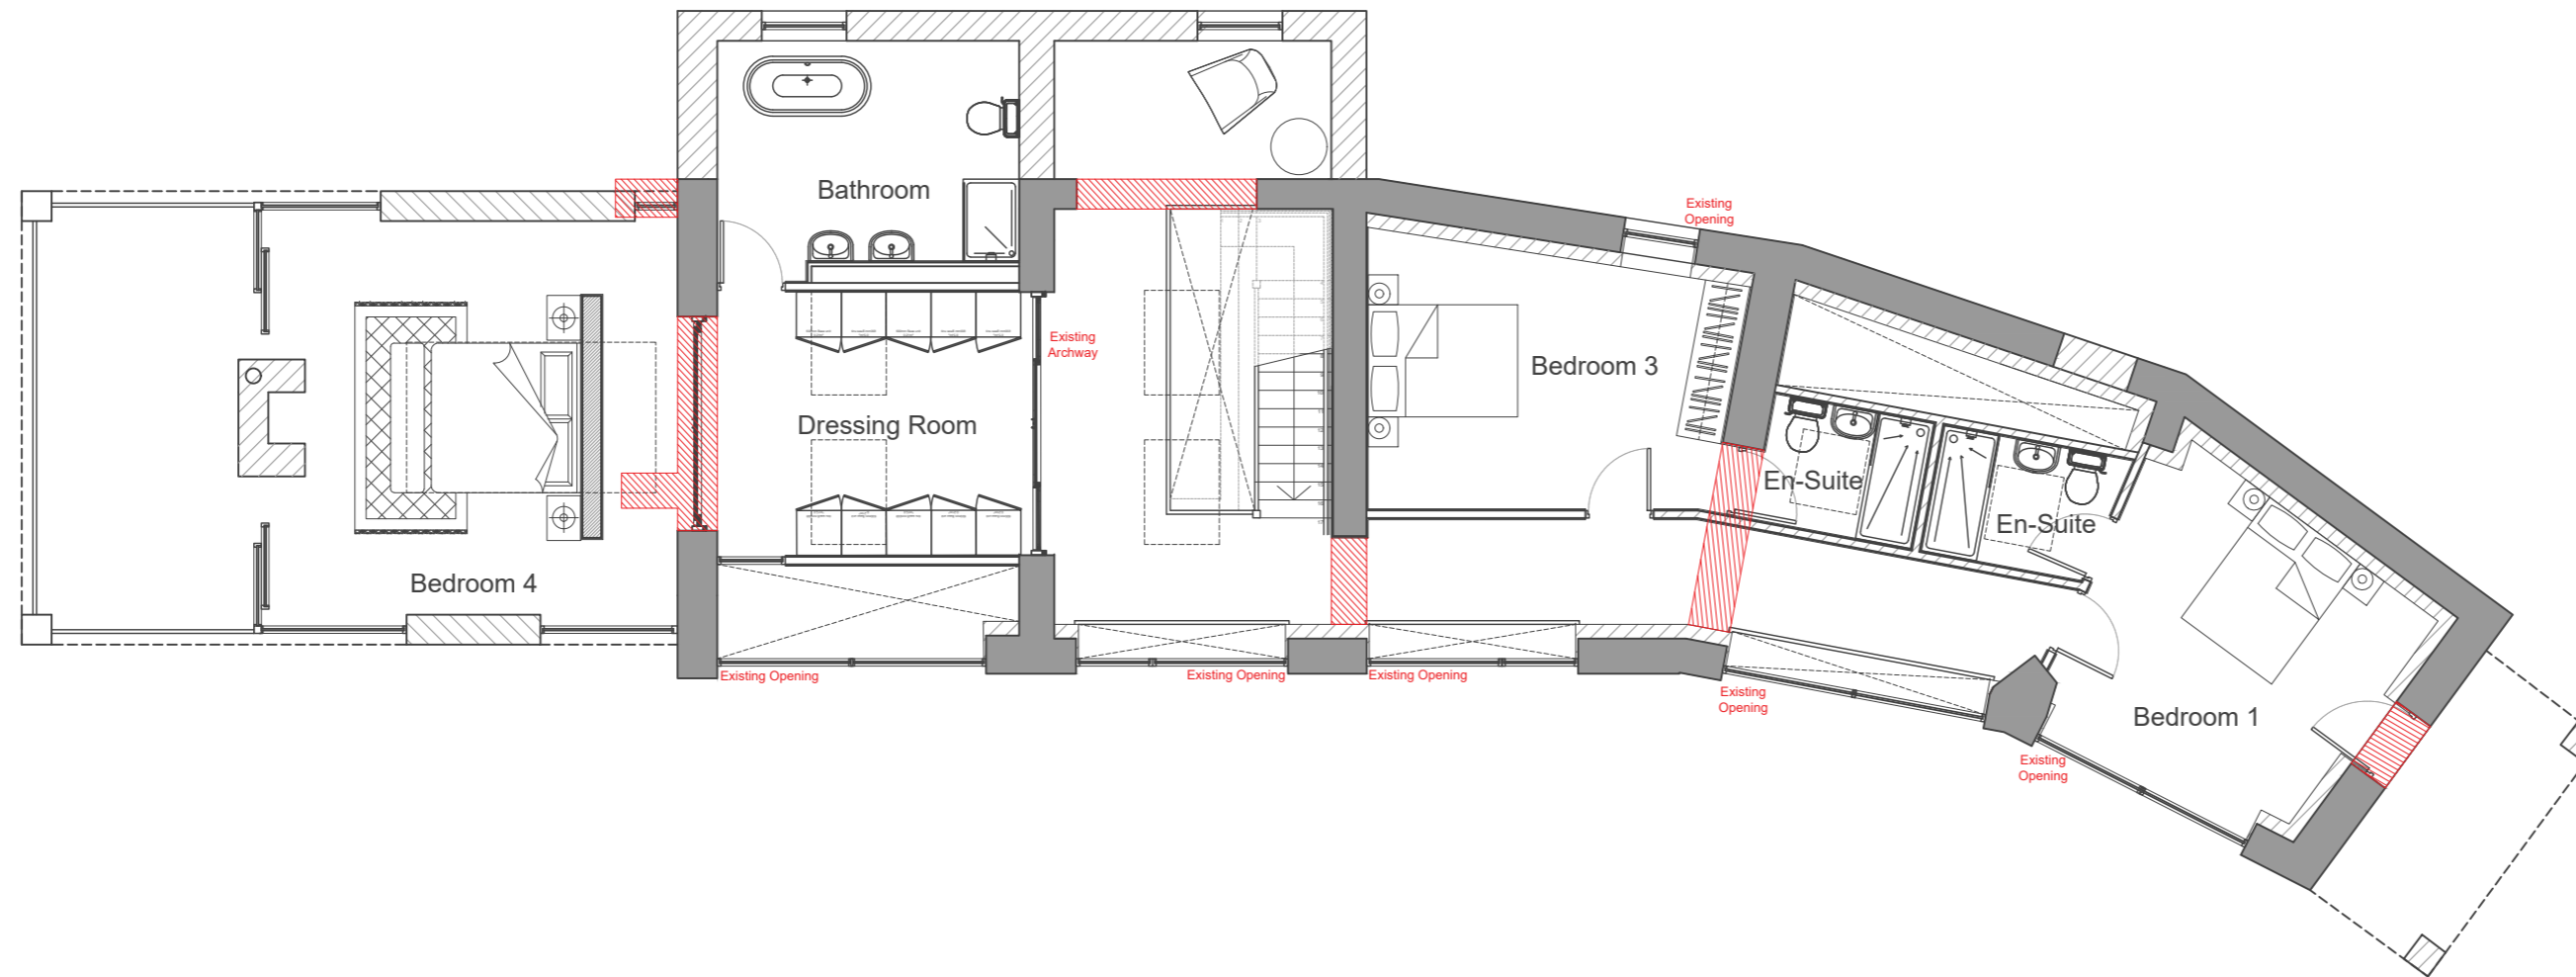 Bathroom
Existing
Opening
Existing
Archway
Bedroom 3
Dressing Room
En-Suite
En-Suite
Bedroom 4
Existing Opening
Existing Opening
Existing Opening
Existing
Opening
Bedroom 1
Existing
Opening